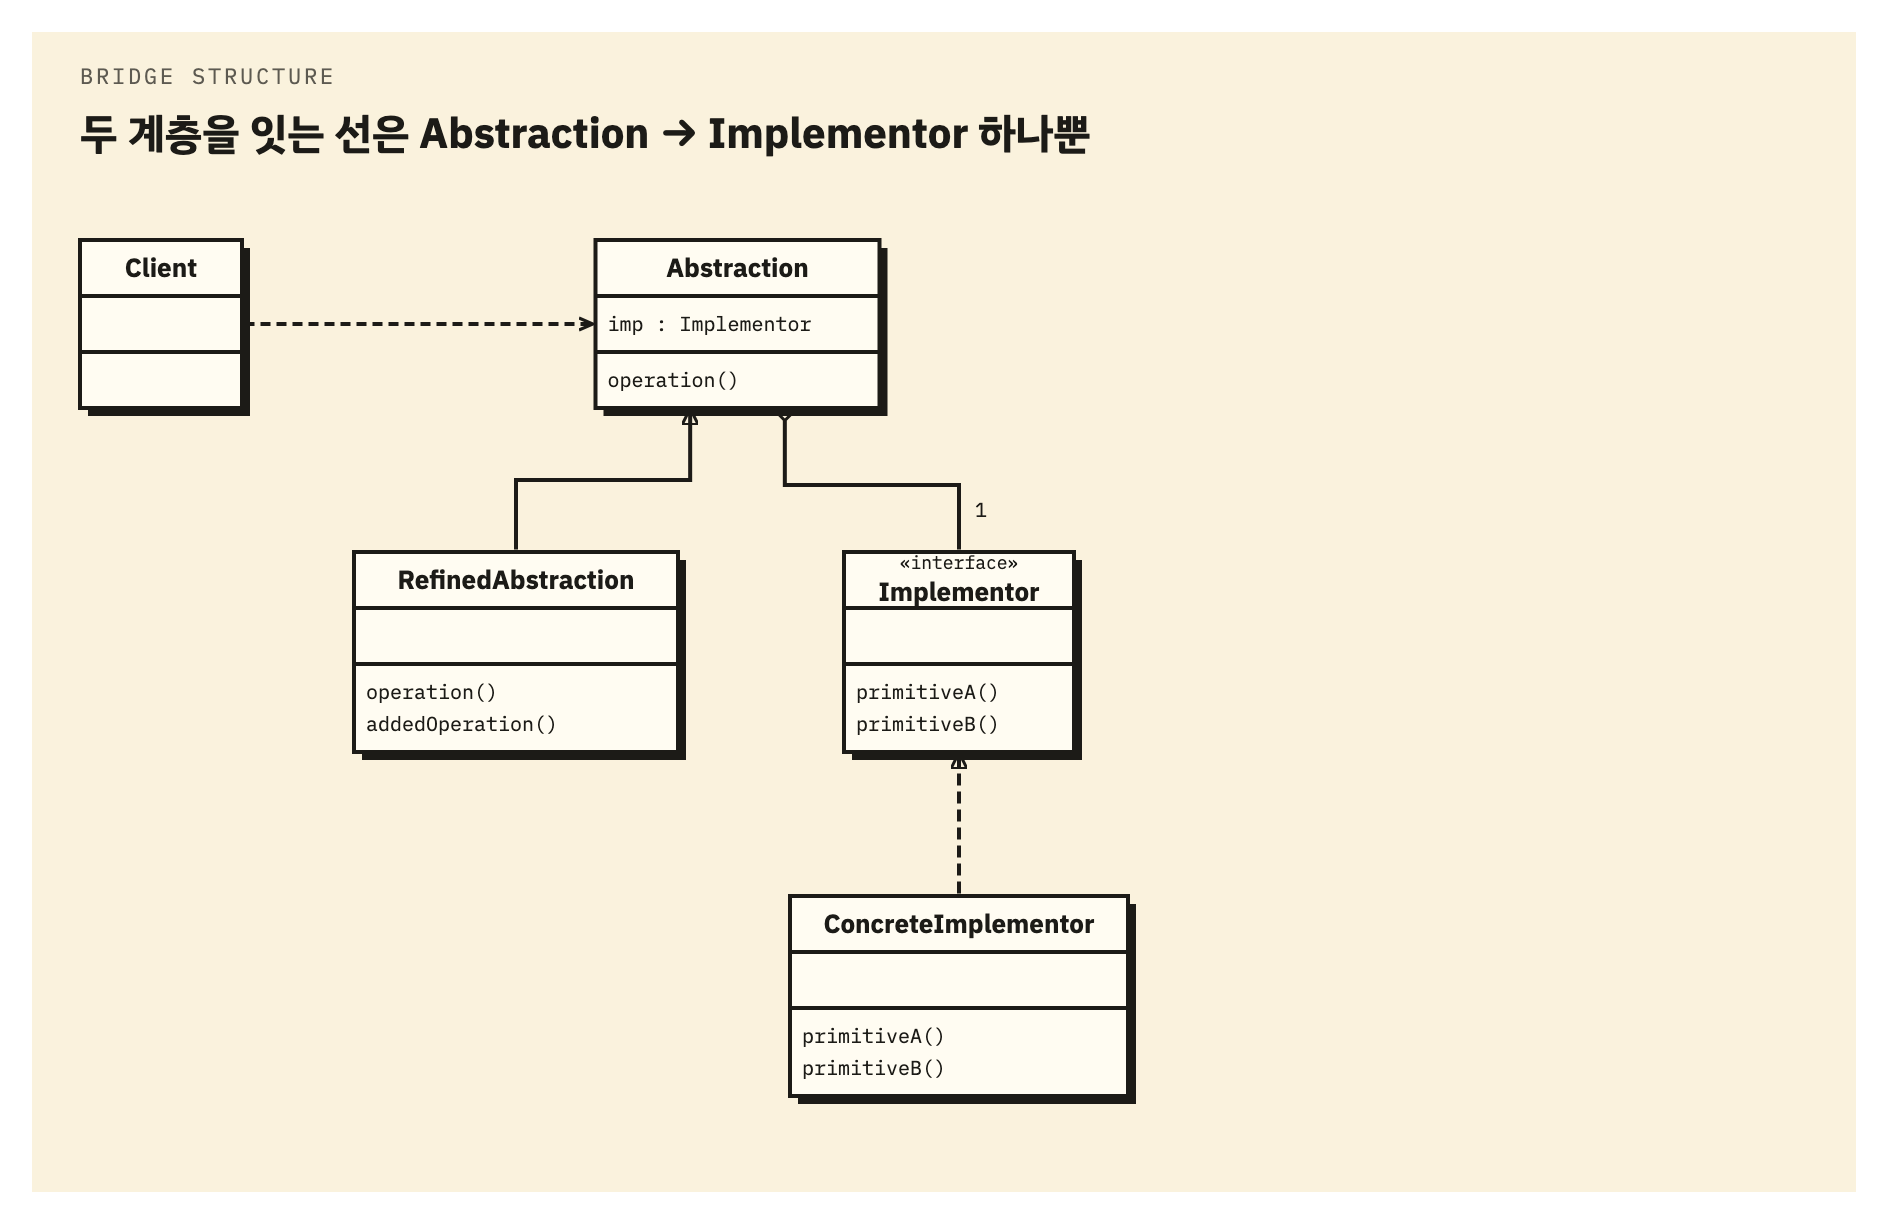 BRIDGE STRUCTURE
두 계층을 잇는 선은 Abstraction → Implementor 하나뿐
Client
Abstraction
imp : Implementor
operation()
1
RefinedAbstraction
operation()
addedOperation()
«interface»
Implementor
primitiveA()
primitiveB()
ConcreteImplementor
primitiveA()
primitiveB()